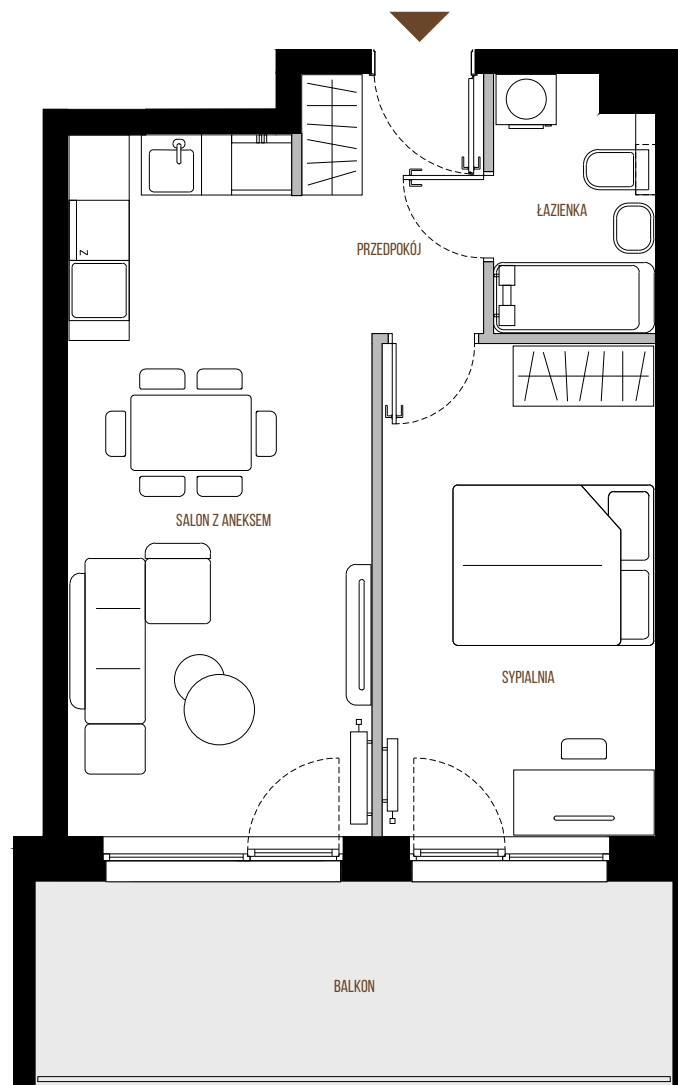 ŁAZIENKA
PRZEDPOKÓJ
Z
SALON Z ANEKSEM
SYPIALNIA
BALKON